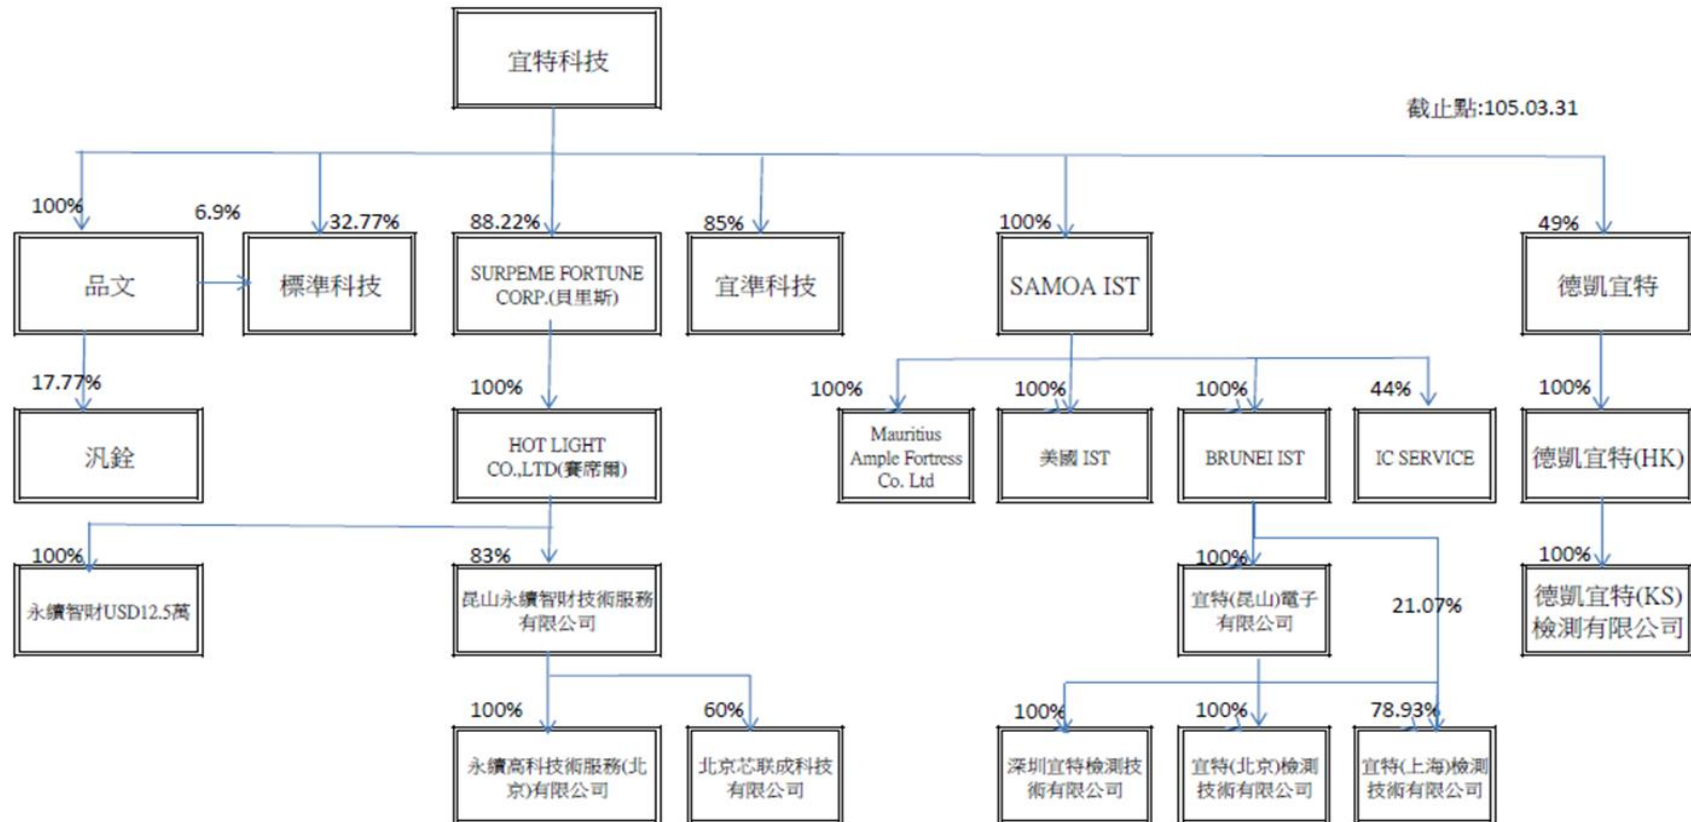 宜特科技
截止點:105.03.31
100%
6.9%
32.77%
88.22%
85%
100%
49%
品文
標準科技
SURPEME FORTUNE
CORP.(貝里斯)
宜準科技
SAMOA IST
德凱宜特
17.77%
100%
100%
100%
100%
44%
100%
汎銓
HOT LIGHT
CO.,LTD(賽席爾)
Mauritius
Ample Fortress
Co. Ltd
美國 IST
BRUNEI IST
IC SERVICE
德凱宜特(HK)
100%
83%
100%
100%
永續智財USD12.5萬
昆山永續智財技術服務
有限公司
宜特(昆山)電子
有限公司
21.07%
德凱宜特(KS)
檢測有限公司
100%
60%
100%
100%
78.93%
永續高科技術服務(北
京)有限公司
北京芯联成科技
有限公司
深圳宜特檢測技
術有限公司
宜特(北京)檢測
技術有限公司
宜特(上海)檢測
技術有限公司